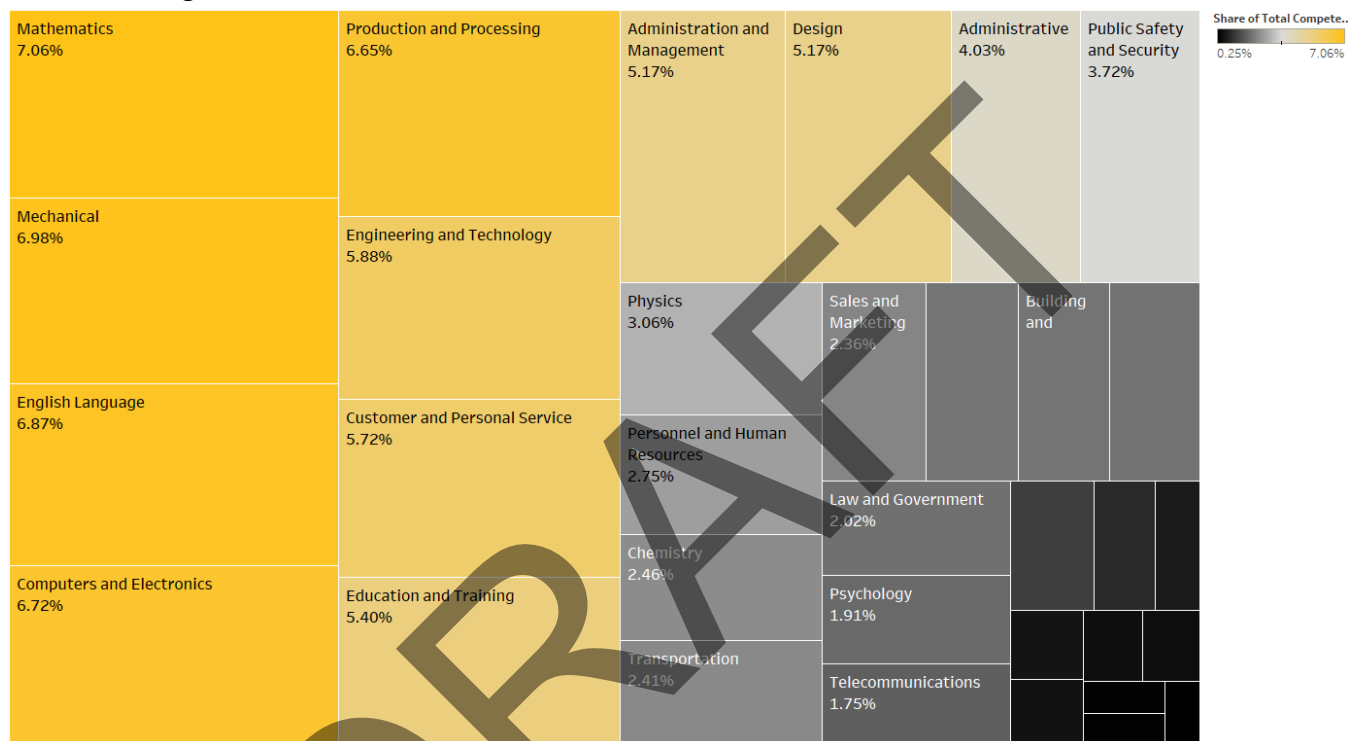 Mathematics
7.06%
Production and Processing
6.65%
Administration and
Management
5.17%
Design
5.17%
Administrative
4.03%
Public Safety
and Security
3.72%
Share of Total Compete..
0.25%
7.06%
Mechanical
6.98%
Engineering and Technology
5.88%
Physics
3.06%
Sales and
Marketing
2.36%
Building
and
English Language
6.87%
Customer and Personal Service
5.72%
Personnel and Human
Resources
2.75%
Law and Government
2.02%
Chemistry
2.46%
Computers and Electronics
6.72%
Education and Training
5.40%
Psychology
1.91%
Transportation
2.41%
Telecommunications
1.75%
DRAFT